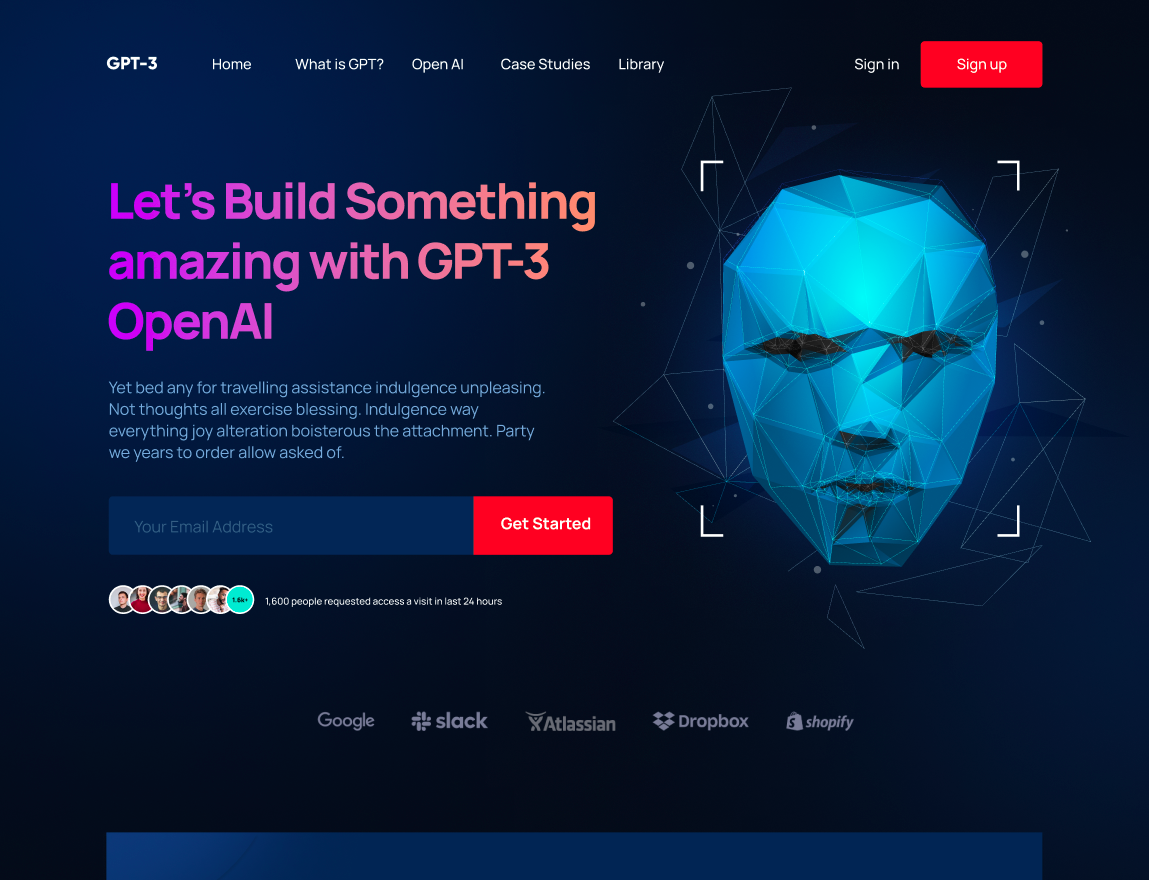 GPT-3 Home What is GPT? Open AI Case Studies Library Sign in Sign up
Let's Build Something
amazing with GPT-3
OpenAI
Yet bed any for travelling assistance indulgence unpleasing.
Not thoughts all exercise blessing. Indulgence way
everything joy alteration boisterous the attachment. Party
we years to order allow asked of.
Your Email Address Get Started
1.6k+ 1,600 people requested access a visit in last 24 hours
Google slack Atlassian Dropbox shopify